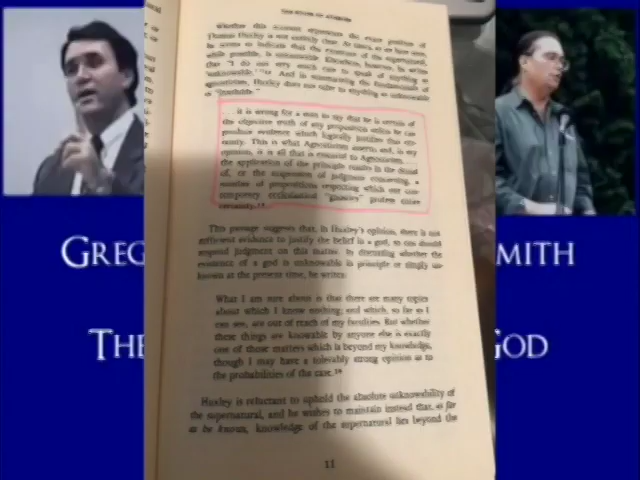 THE SCOPE OF ATHEISM
Whether this account represents the exact position of
Thomas Huxley is not entirely clear. At times, as we have seen,
he seems to indicate that the existence of the supernatural,
while possible, is unknowable. Elsewhere, however, he writes
that "I do not very much care to speak of anything as
'unknowable.'" And in summarizing the fundamentals of
agnosticism, Huxley does not refer to anything as unknowable
or "insoluble."
it is wrong for a man to say that he is certain of
the objective truth of any proposition unless he can
produce evidence which logically justifies that cer-
tainty. This is what Agnosticism asserts; and, in my
opinion, it is all that is essential to Agnosticism.
the application of the principle results in the denial
of, or the suspension of judgment concerning, a
number of propositions respecting which our con-
temporary ecclesiastical "gnostics" profess entire
certainty.
This passage suggests that, in Huxley's opinion, there is not
sufficient evidence to justify the belief in a god, so one should
suspend judgment on this matter. In discussing whether the
existence of a god is unknowable in principle or simply un-
known at the present time, he writes:
What I am sure about is that there are many topics
about which I know nothing; and which, so far as I
can see, are out of reach of my faculties. But whether
these things are knowable by anyone else is exactly
one of those matters which is beyond my knowledge,
though I may have a tolerably strong opinion as to
the probabilities of the case.
Huxley is reluctant to uphold the absolute unknowability of
the supernatural, and he wishes to maintain instead that, as far
as be knows, knowledge of the supernatural lies beyond the
11
GREG
MITH
THE
GOD